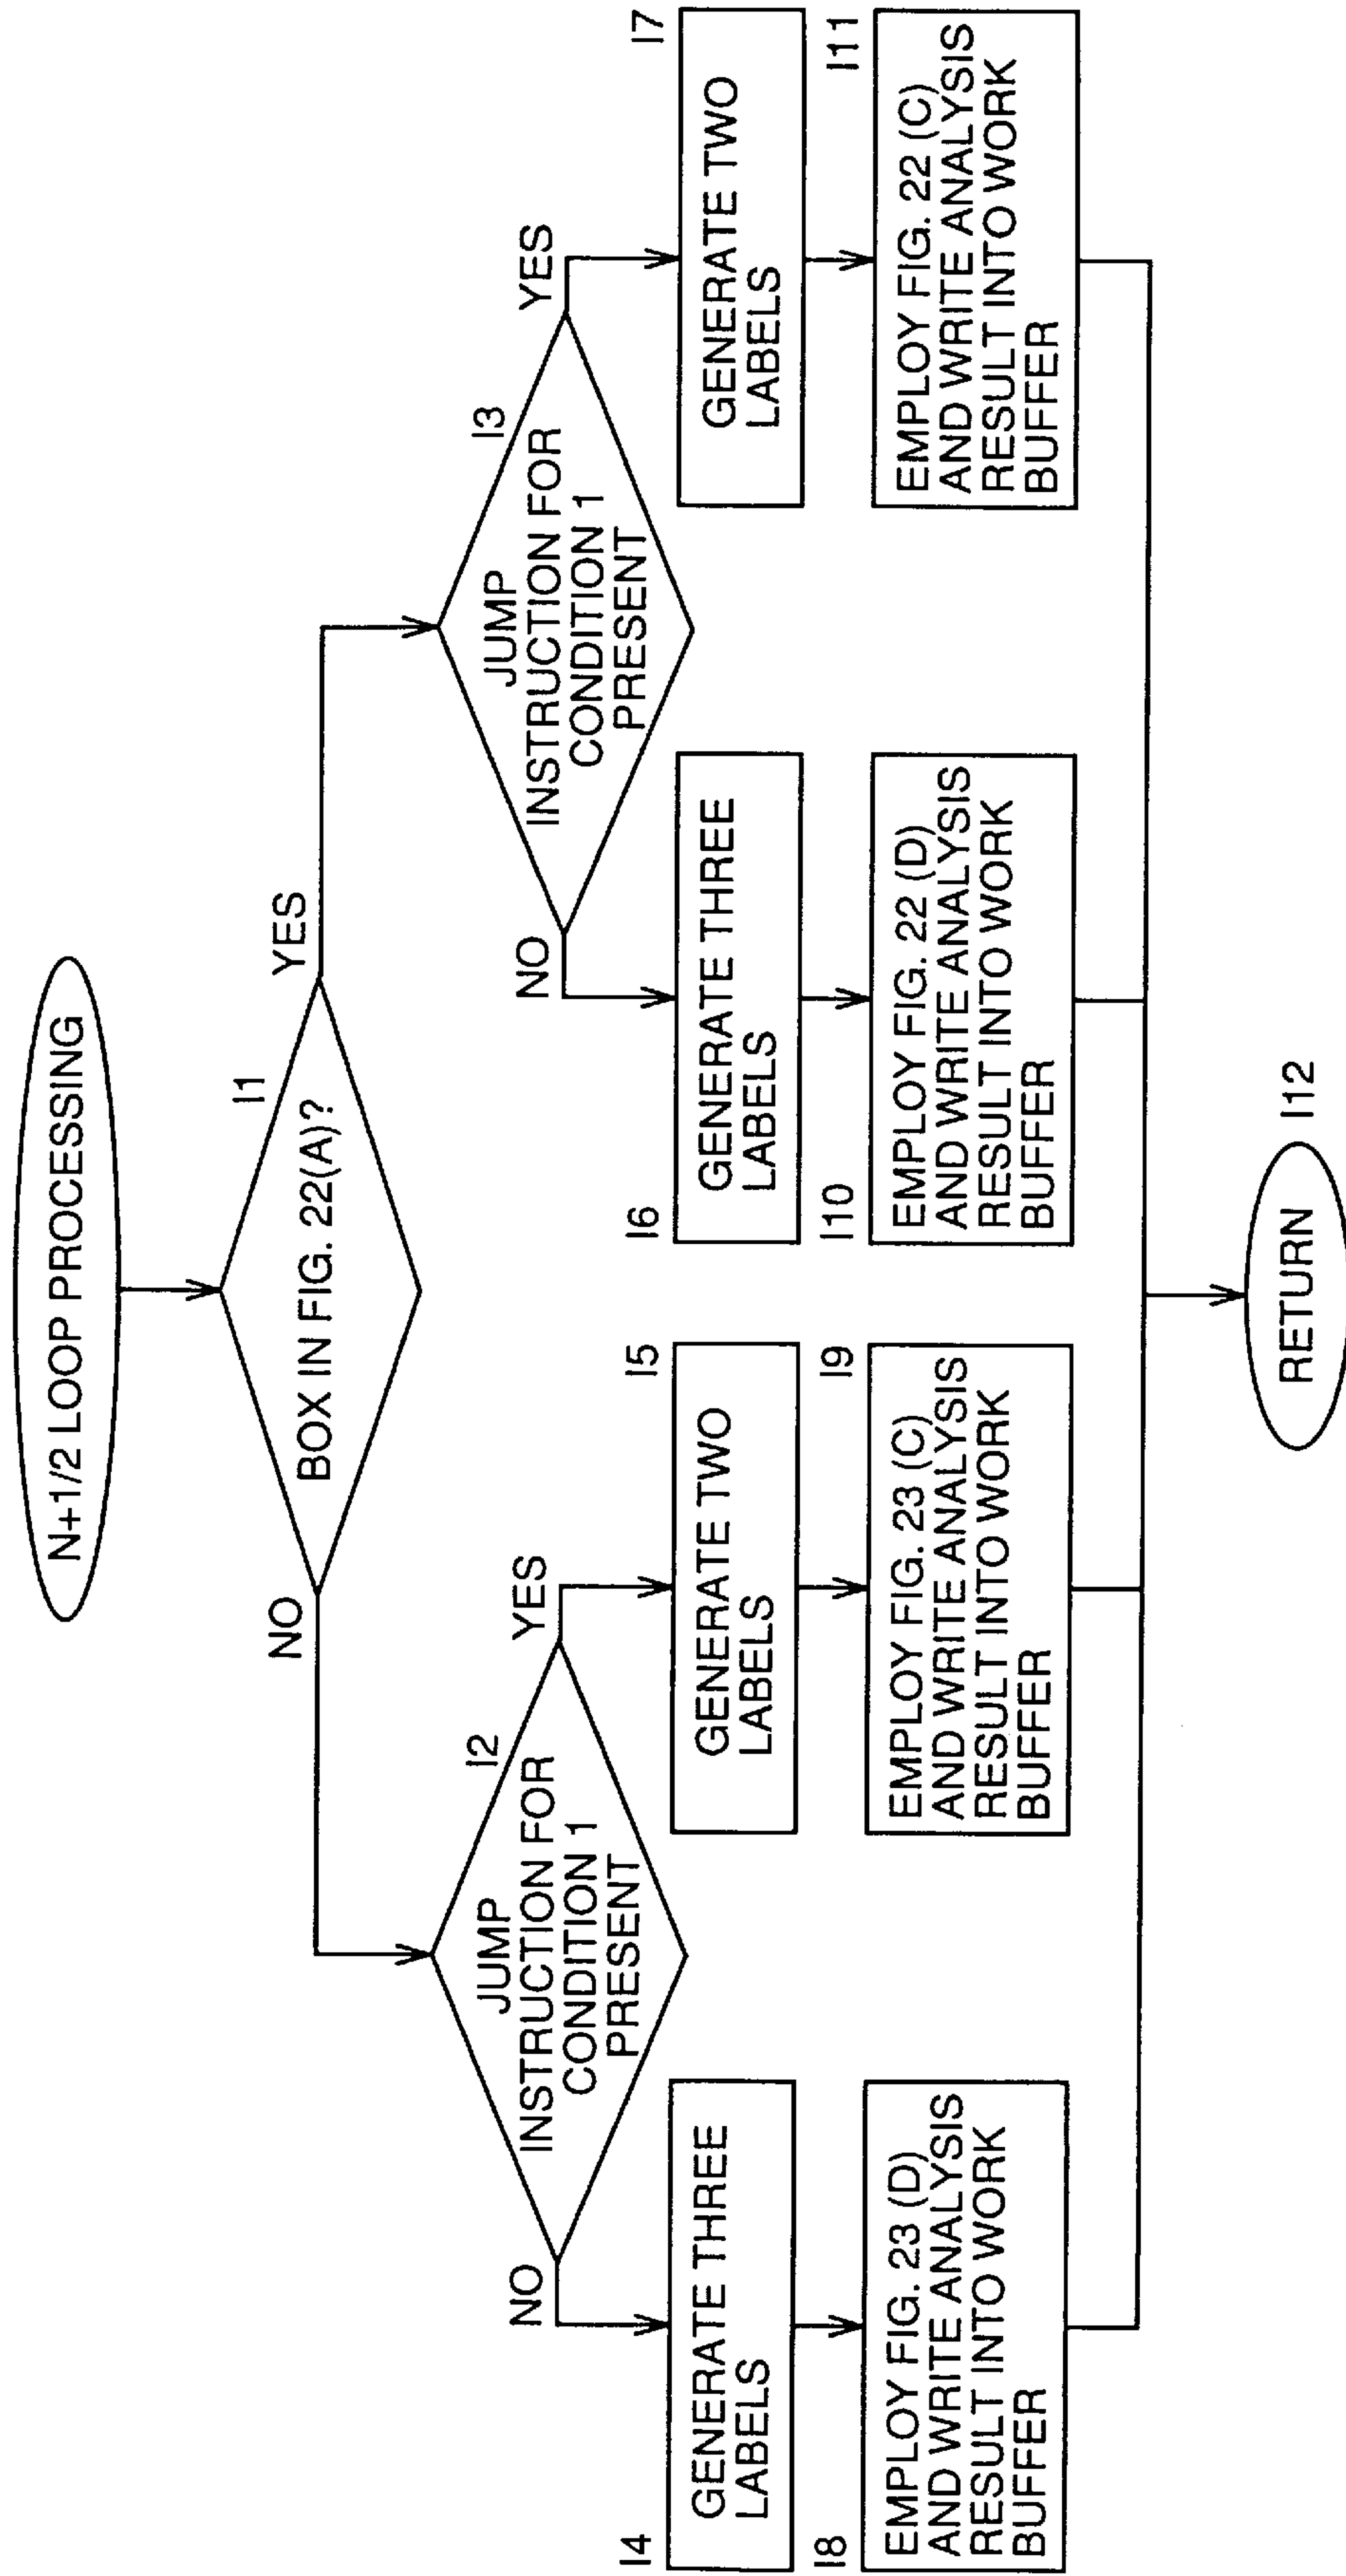 N+1/2 LOOP PROCESSING
I1
BOX IN FIG. 22(A)?
NO
YES
I2
JUMP
INSTRUCTION FOR
CONDITION 1
PRESENT
NO
YES
I3
JUMP
INSTRUCTION FOR
CONDITION 1
PRESENT
NO
YES
I4
GENERATE THREE
LABELS
I5
GENERATE TWO
LABELS
I6
GENERATE THREE
LABELS
I7
GENERATE TWO
LABELS
I8
EMPLOY FIG. 23 (D)
AND WRITE ANALYSIS
RESULT INTO WORK
BUFFER
I9
EMPLOY FIG. 23 (C)
AND WRITE ANALYSIS
RESULT INTO WORK
BUFFER
I10
EMPLOY FIG. 22 (D)
AND WRITE ANALYSIS
RESULT INTO WORK
BUFFER
I11
EMPLOY FIG. 22 (C)
AND WRITE ANALYSIS
RESULT INTO WORK
BUFFER
RETURN
I12